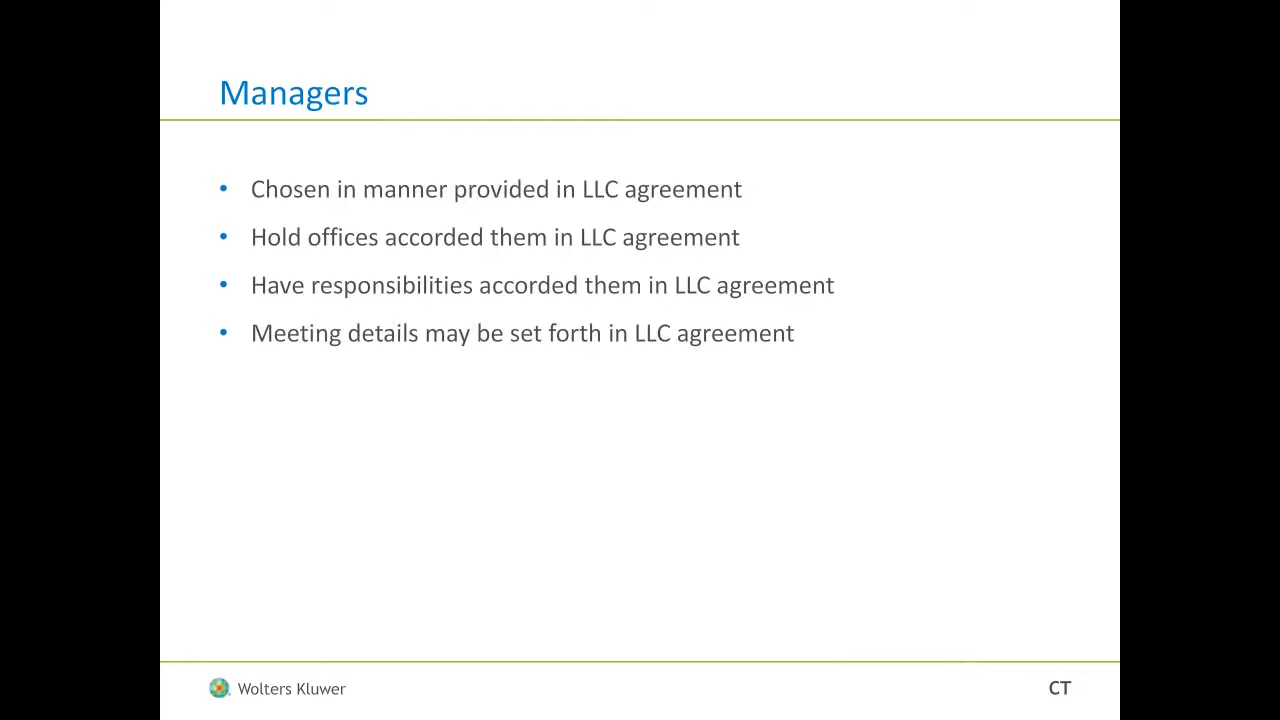 Managers
• Chosen in manner provided in LLC agreement
• Hold offices accorded them in LLC agreement
• Have responsibilities accorded them in LLC agreement
• Meeting details may be set forth in LLC agreement
Wolters Kluwer
CT